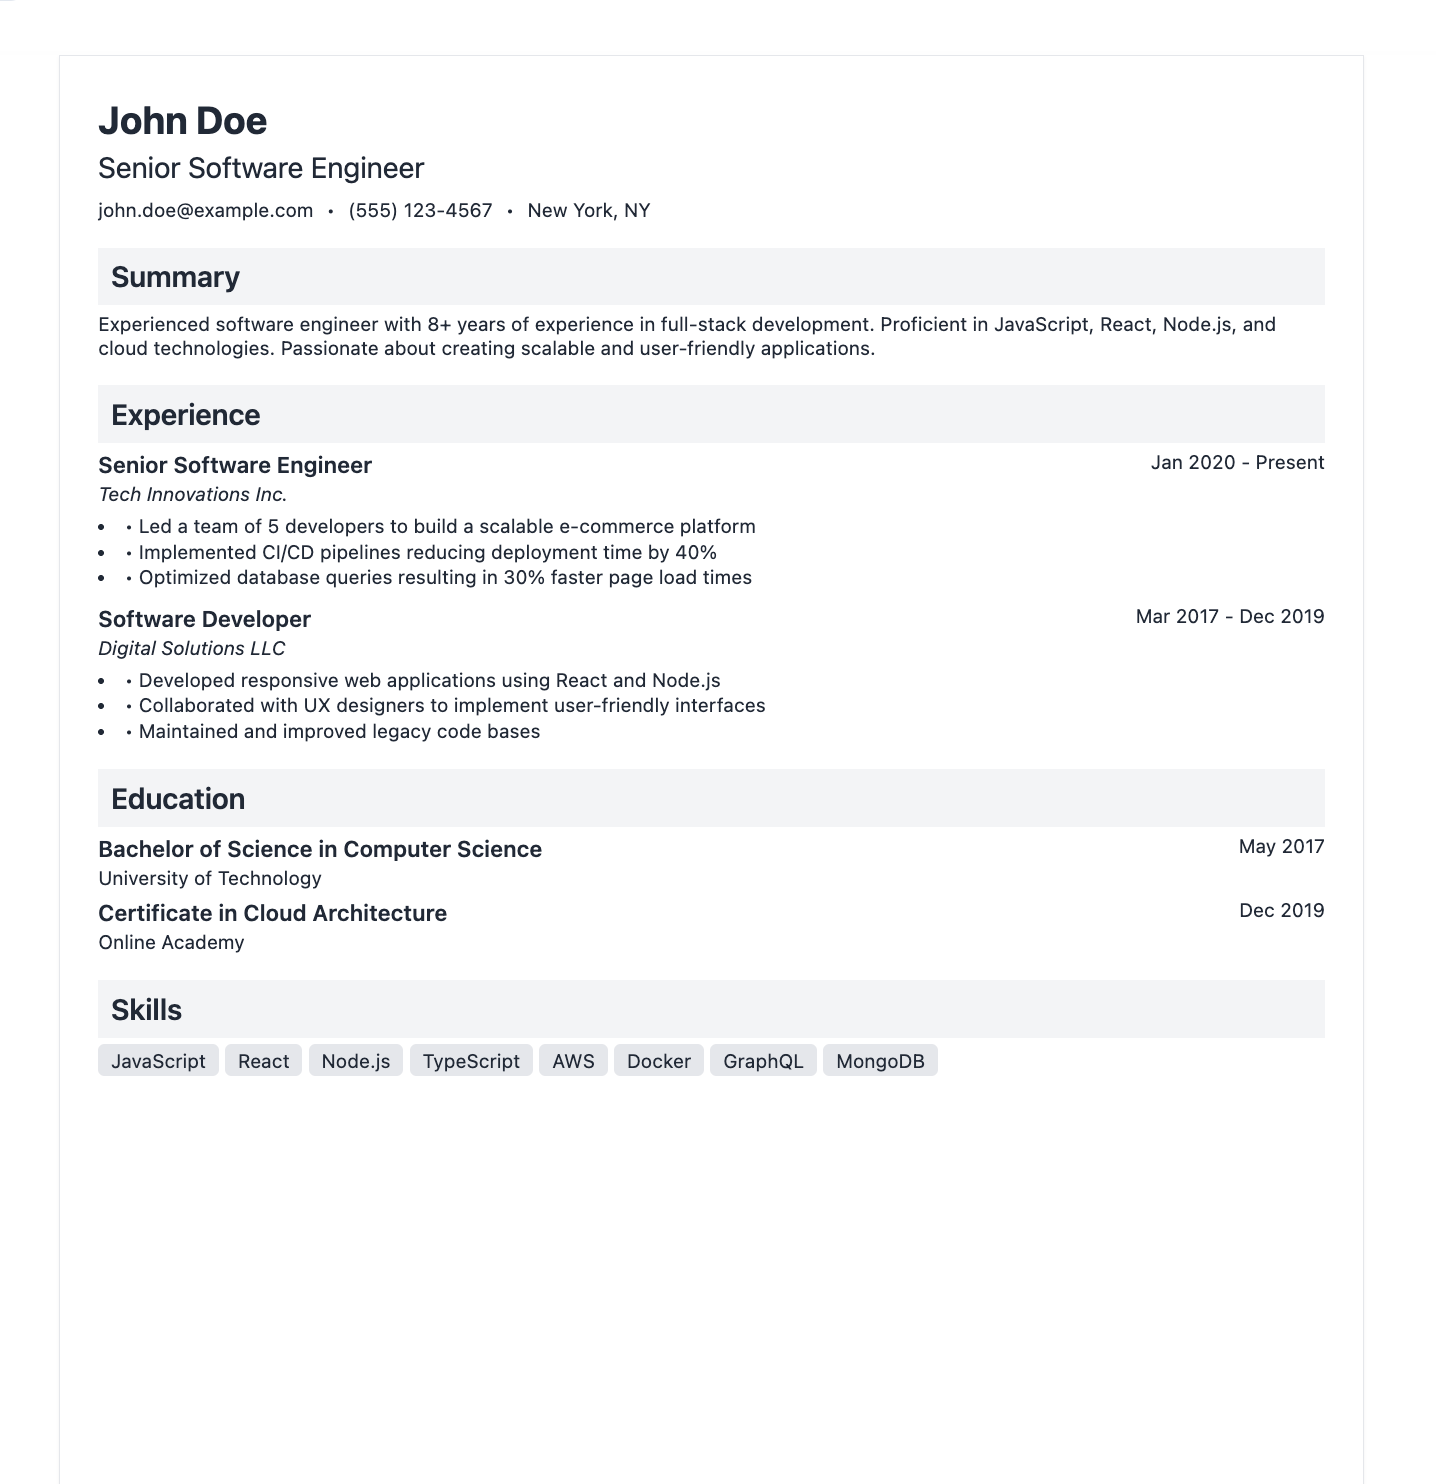 John Doe
Senior Software Engineer
john.doe@example.com • (555) 123-4567 • New York, NY
Summary
Experienced software engineer with 8+ years of experience in full-stack development. Proficient in JavaScript, React, Node.js, and
cloud technologies. Passionate about creating scalable and user-friendly applications.
Experience
Senior Software Engineer Jan 2020 - Present
Tech Innovations Inc.
• • Led a team of 5 developers to build a scalable e-commerce platform
• • Implemented CI/CD pipelines reducing deployment time by 40%
• • Optimized database queries resulting in 30% faster page load times
Software Developer Mar 2017 - Dec 2019
Digital Solutions LLC
• • Developed responsive web applications using React and Node.js
• • Collaborated with UX designers to implement user-friendly interfaces
• • Maintained and improved legacy code bases
Education
Bachelor of Science in Computer Science May 2017
University of Technology
Certificate in Cloud Architecture Dec 2019
Online Academy
Skills
JavaScript React Node.js TypeScript AWS Docker GraphQL MongoDB